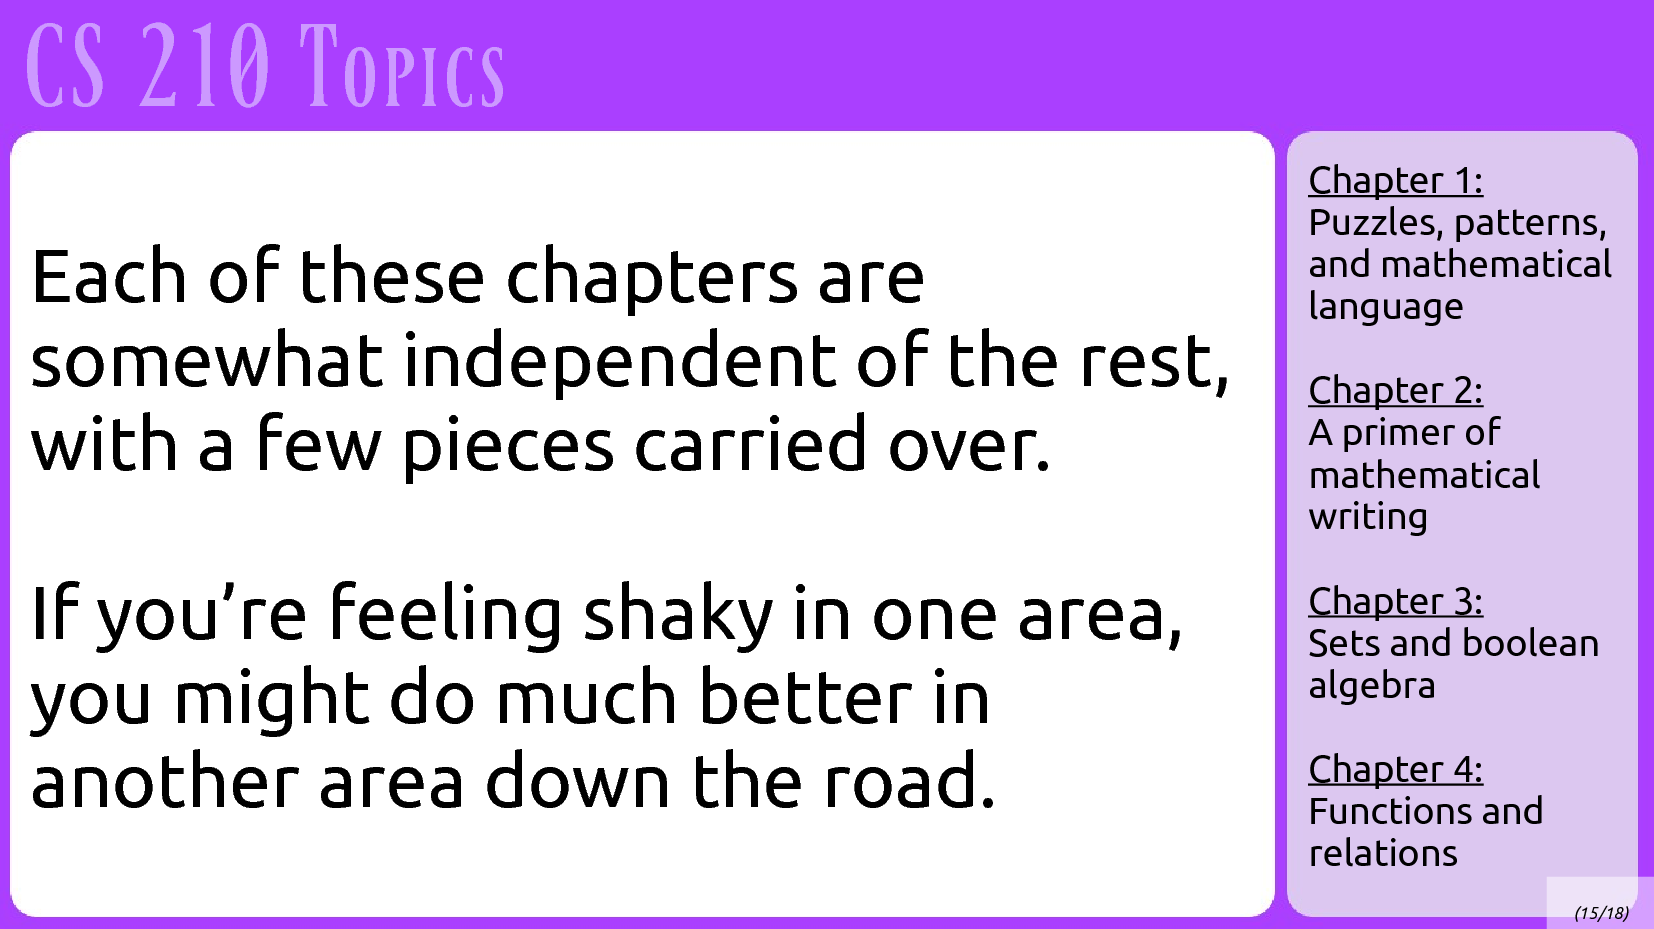 CS 210 Topics
Each of these chapters are
somewhat independent of the rest,
with a few pieces carried over.
If you’re feeling shaky in one area,
you might do much better in
another area down the road.
Chapter 1:
Puzzles, patterns,
and mathematical
language
Chapter 2:
A primer of
mathematical
writing
Chapter 3:
Sets and boolean
algebra
Chapter 4:
Functions and
relations
(15/18)